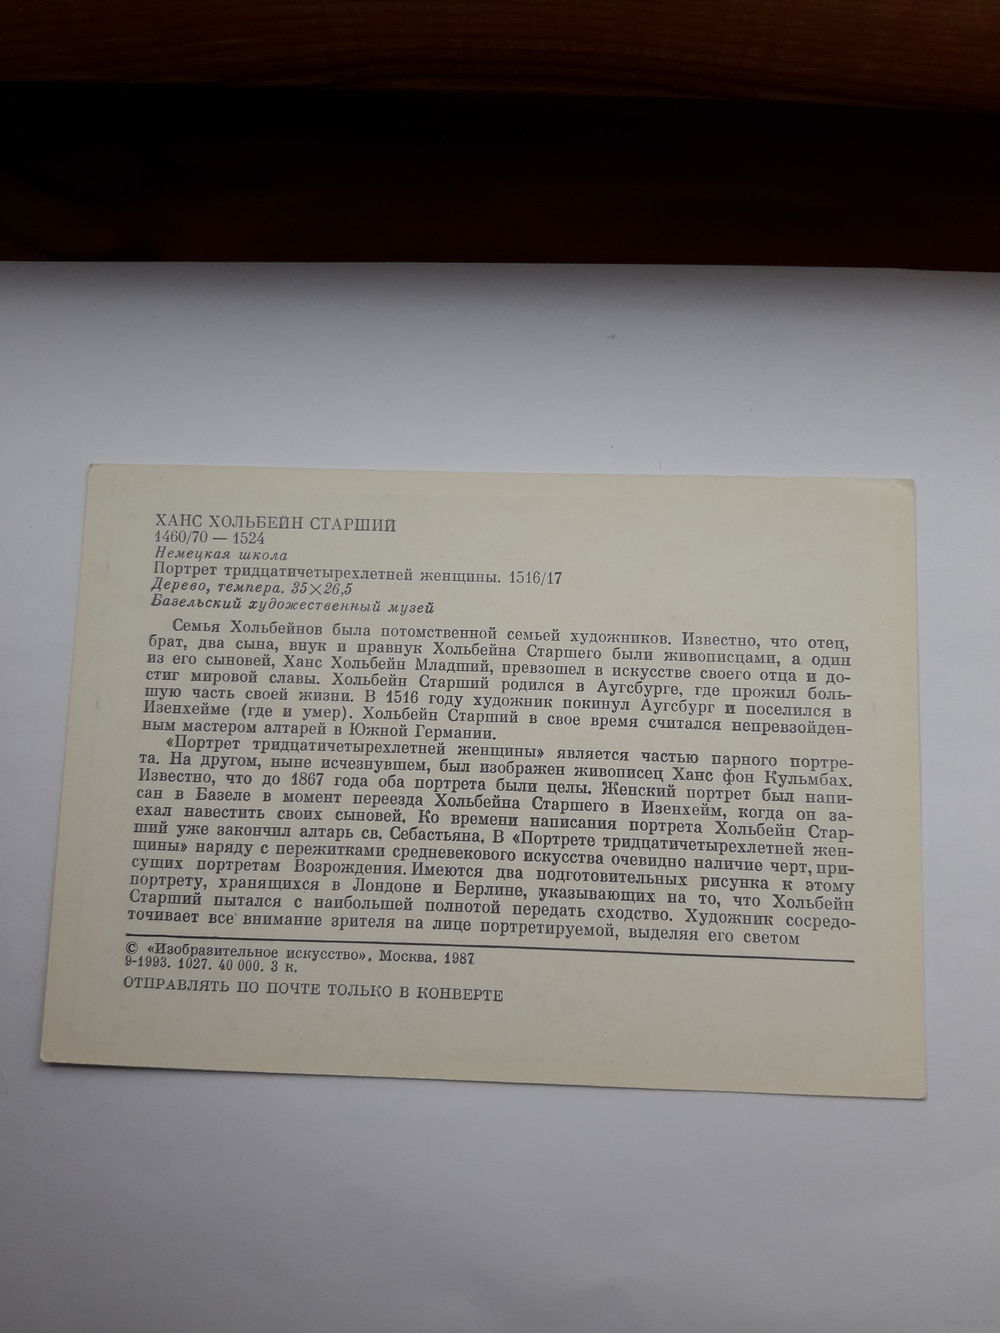 ХАНС ХОЛЬБЕЙН СТАРШИЙ
1460/70 — 1524
Немецкая школа
Портрет тридцатичетырехлетней женщины. 1516/17
Дерево, темпера. 35×26,5
Базельский художественный музей
Семья Хольбейнов была потомственной семьей художников. Известно, что отец,
брат, два сына, внук и правнук Хольбейна Старшего были живописцами, а один
из его сыновей, Ханс Хольбейн Младший, превзошел в искусстве своего отца и до-
стиг мировой славы. Хольбейн Старший родился в Аугсбурге, где прожил боль-
шую часть своей жизни. В 1516 году художник покинул Аугсбург и поселился в
Изенхейме (где и умер). Хольбейн Старший в свое время считался непревзойден-
ным мастером алтарей в Южной Германии.
«Портрет тридцатичетырехлетней женщины» является частью парного портре-
та. На другом, ныне исчезнувшем, был изображен живописец Ханс фон Кульмбах.
Известно, что до 1867 года оба портрета были целы. Женский портрет был напи-
сан в Базеле в момент переезда Хольбейна Старшего в Изенхейм, когда он за-
ехал навестить своих сыновей. Ко времени написания портрета Хольбейн Стар-
ший уже закончил алтарь св. Себастьяна. В «Портрете тридцатичетырехлетней жен-
щины» наряду с пережитками средневекового искусства очевидно наличие черт, при-
сущих портретам Возрождения. Имеются два подготовительных рисунка к этому
портрету, хранящихся в Лондоне и Берлине, указывающих на то, что Хольбейн
Старший пытался с наибольшей полнотой передать сходство. Художник сосредо-
точивает все внимание зрителя на лице портретируемой, выделяя его светом
© «Изобразительное искусство». Москва. 1987
9-1993. 1027. 40 000. 3 к.
ОТПРАВЛЯТЬ ПО ПОЧТЕ ТОЛЬКО В КОНВЕРТЕ